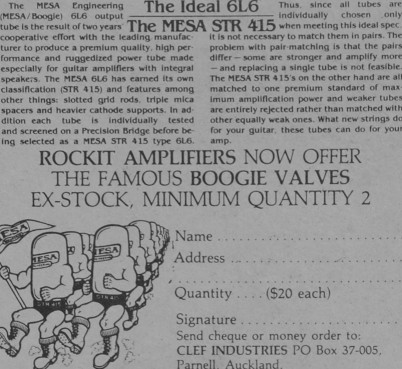 The Ideal 6L6
The MESA STR 415
The MESA Engineering
(MESA/Boogie) 6L6 output
tube is the result of two years'
cooperative effort with the leading manufac-
turer to produce a premium quality, high per-
formance and ruggedized power tube made
especially for guitar amplifiers with integral
speakers. The MESA 6L6 has earned its own
classification (STR 415) and features among
other things: slotted grid rods, triple mica
spacers and heavier cathode supports. In ad-
dition each tube is individually tested
and screened on a Precision Bridge before be-
ing selected as a MESA STR 415 type 6L6.
Thus, since all tubes are
individually chosen only
when meeting this ideal spec
it is not necessary to match them in pairs. The
problem with pair-matching is that the pairs
differ — some are stronger and amplify more
— and replacing a single tube is not feasible.
The MESA STR 415's on the other hand are all
matched to one premium standard of max-
imum amplification power and weaker tubes
are entirely rejected rather than matched with
other equally weak ones. What new strings do
for your guitar, these tubes can do for your
amp.
ROCKIT AMPLIFIERS NOW OFFER
THE FAMOUS BOOGIE VALVES
EX-STOCK, MINIMUM QUANTITY 2
MESA
MESA
MESA
STR 415
STR 415
Name
Address
Quantity .... ($20 each)
Signature
Send cheque or money order to:
CLEF INDUSTRIES PO Box 37-005,
Parnell, Auckland.